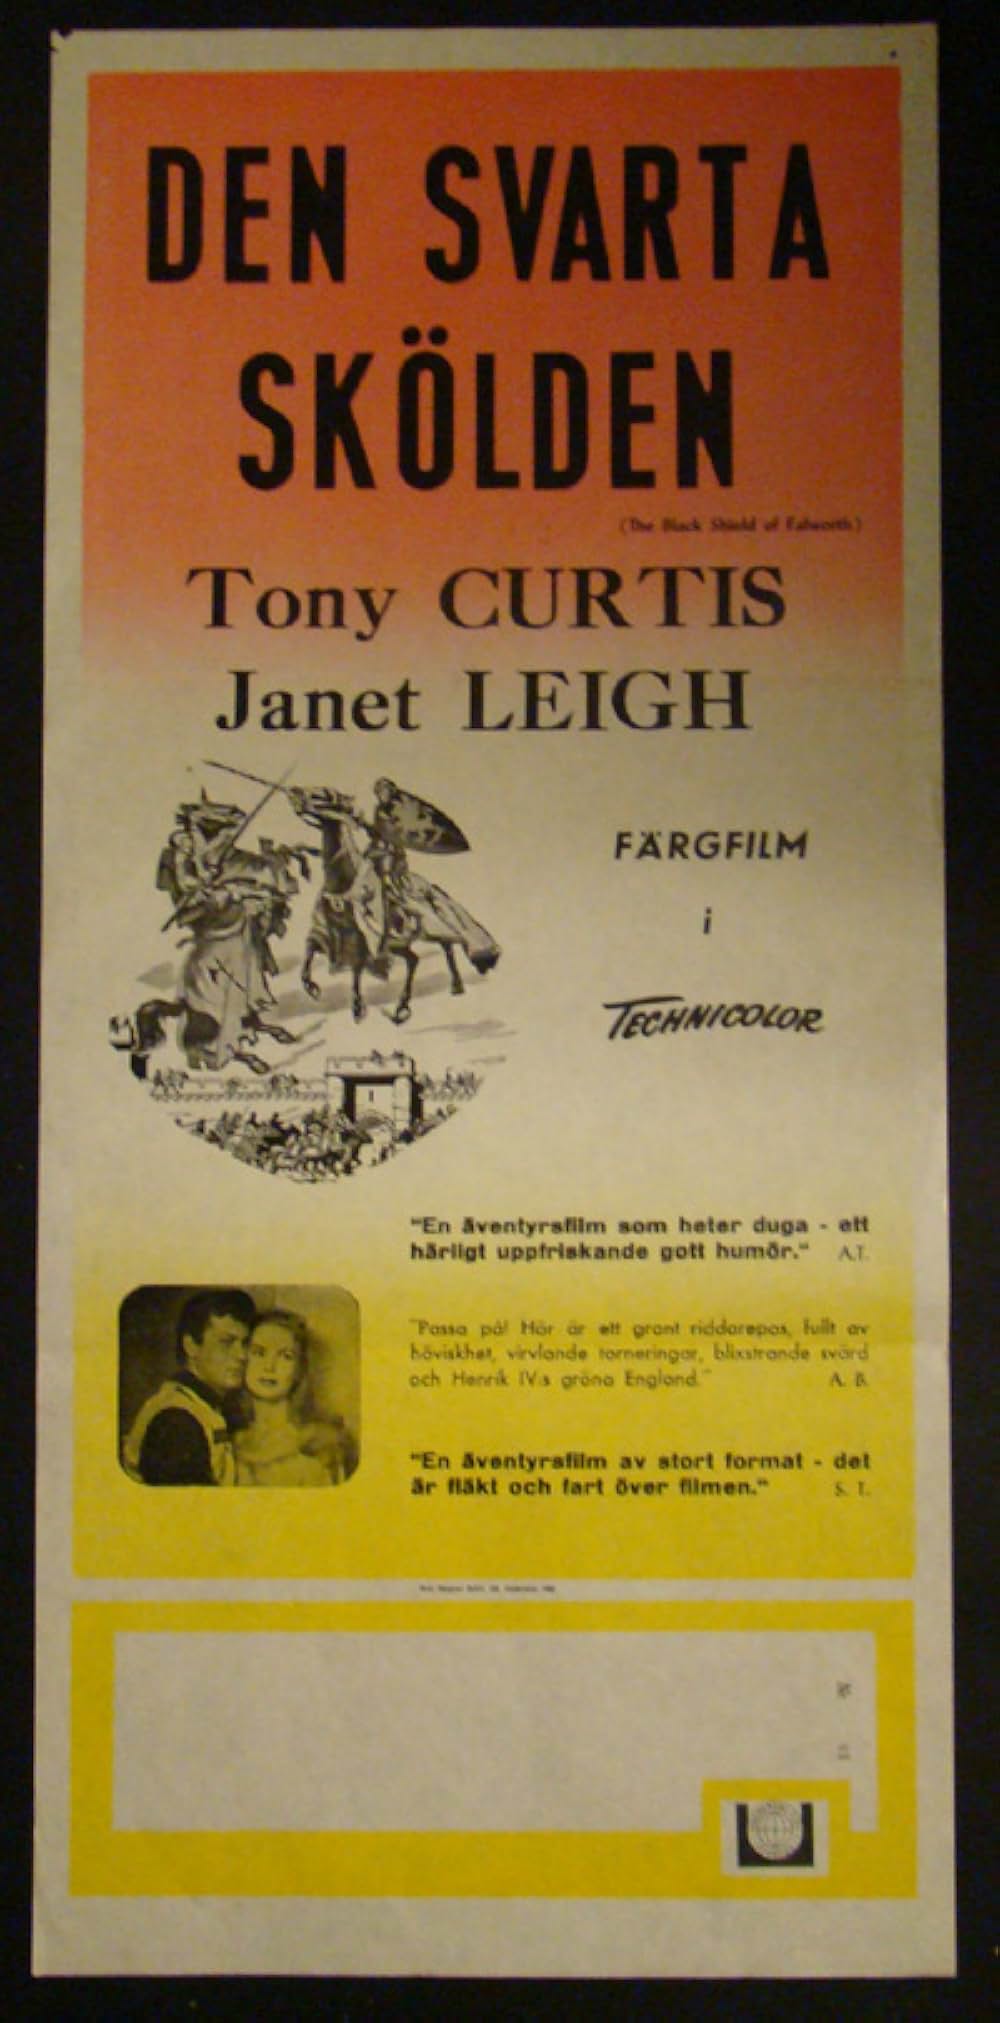 DEN SVARTA
SKÖLDEN
(The Black Shield of Falworth)
Tony CURTIS
Janet LEIGH
FÄRGFILM
i
TECHNICOLOR
"En äventyrsfilm som heter duga - ett
härligt uppfriskande gott humör." A.T.
"Passa på! Här är ett grant riddarepos, fullt av
höviskhet, virvlande torneringar, blixtrande svärd
och Henrik IV:s gröna England." A. B.
"En äventyrsfilm av stort format - det
är fläkt och fart över filmen." S. T.